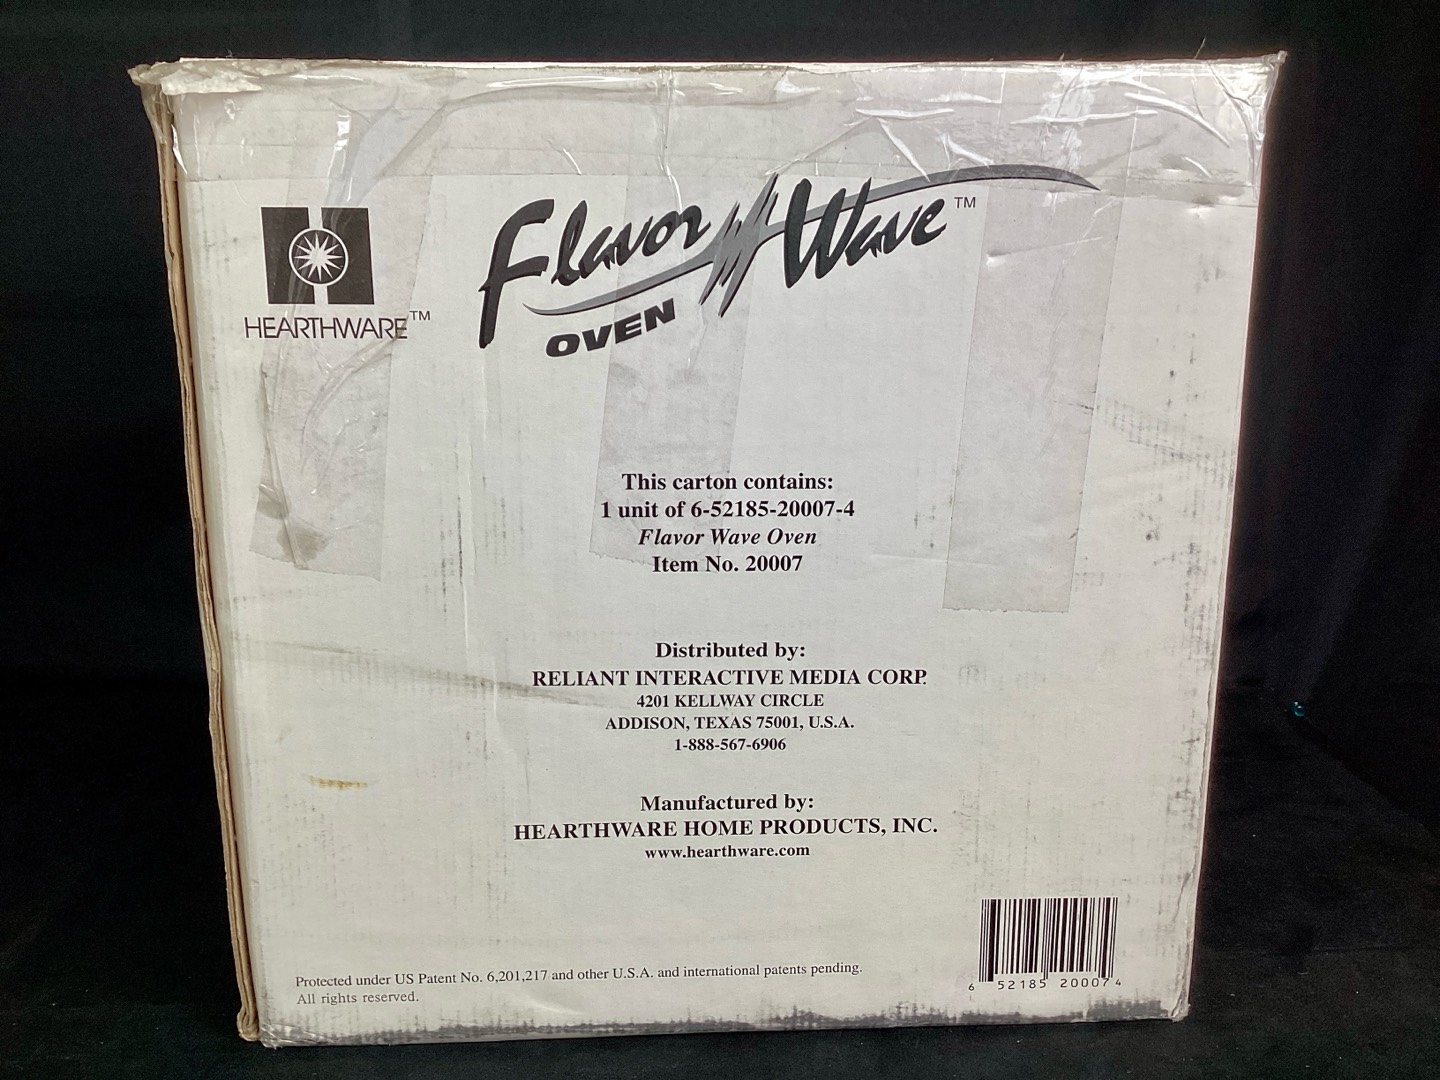 HEARTHWARE™
Flavor Wave™
OVEN
This carton contains:
1 unit of 6-52185-20007-4
Flavor Wave Oven
Item No. 20007
Distributed by:
RELIANT INTERACTIVE MEDIA CORP.
4201 KELLWAY CIRCLE
ADDISON, TEXAS 75001, U.S.A.
1-888-567-6906
Manufactured by:
HEARTHWARE HOME PRODUCTS, INC.
www.hearthware.com
Protected under US Patent No. 6,201,217 and other U.S.A. and international patents pending.
All rights reserved.
6 52185 20007 4